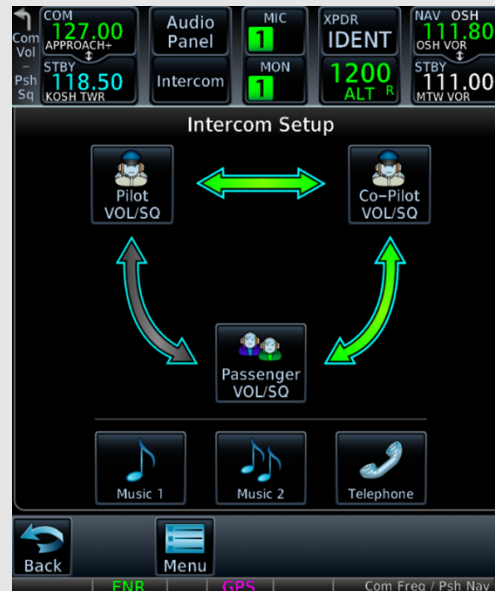 Com
Vol
–
Psh
Sq
COM
127.00
APPROACH+
STBY
118.50
KOSH TWR
Audio
Panel
Intercom
MIC
1
MON
1
XPDR
IDENT
1200
ALT R
NAV OSH
111.80
OSH VOR
STBY
111.00
MTW VOR
Intercom Setup
Pilot
VOL/SQ
Co-Pilot
VOL/SQ
Passenger
VOL/SQ
Music 1
Music 2
Telephone
Back
Menu
ENR
GPS
Com Freq / Psh Nav